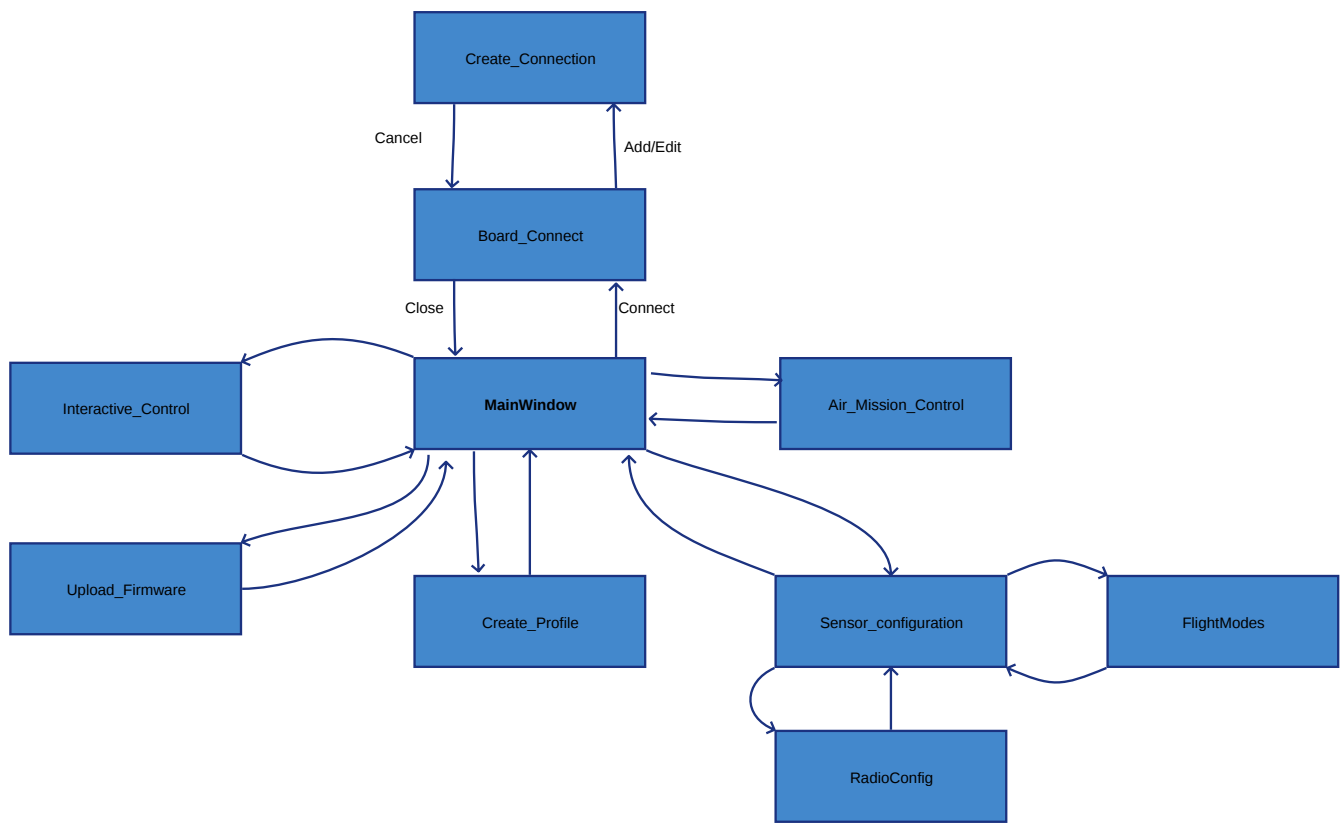 Create_Connection
Cancel
Add/Edit
Board_Connect
Close
Connect
Interactive_Control
MainWindow
Air_Mission_Control
Upload_Firmware
Create_Profile
Sensor_configuration
FlightModes
RadioConfig